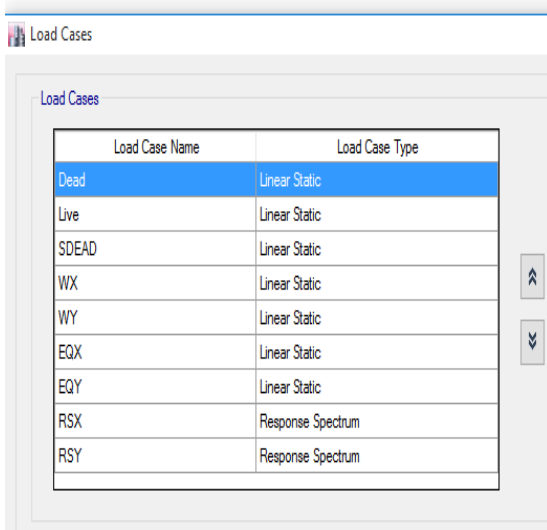 Load Cases
Load Cases
Load Case Name Load Case Type
Dead Linear Static
Live Linear Static
SDEAD Linear Static
WX Linear Static
WY Linear Static
EQX Linear Static
EQY Linear Static
RSX Response Spectrum
RSY Response Spectrum